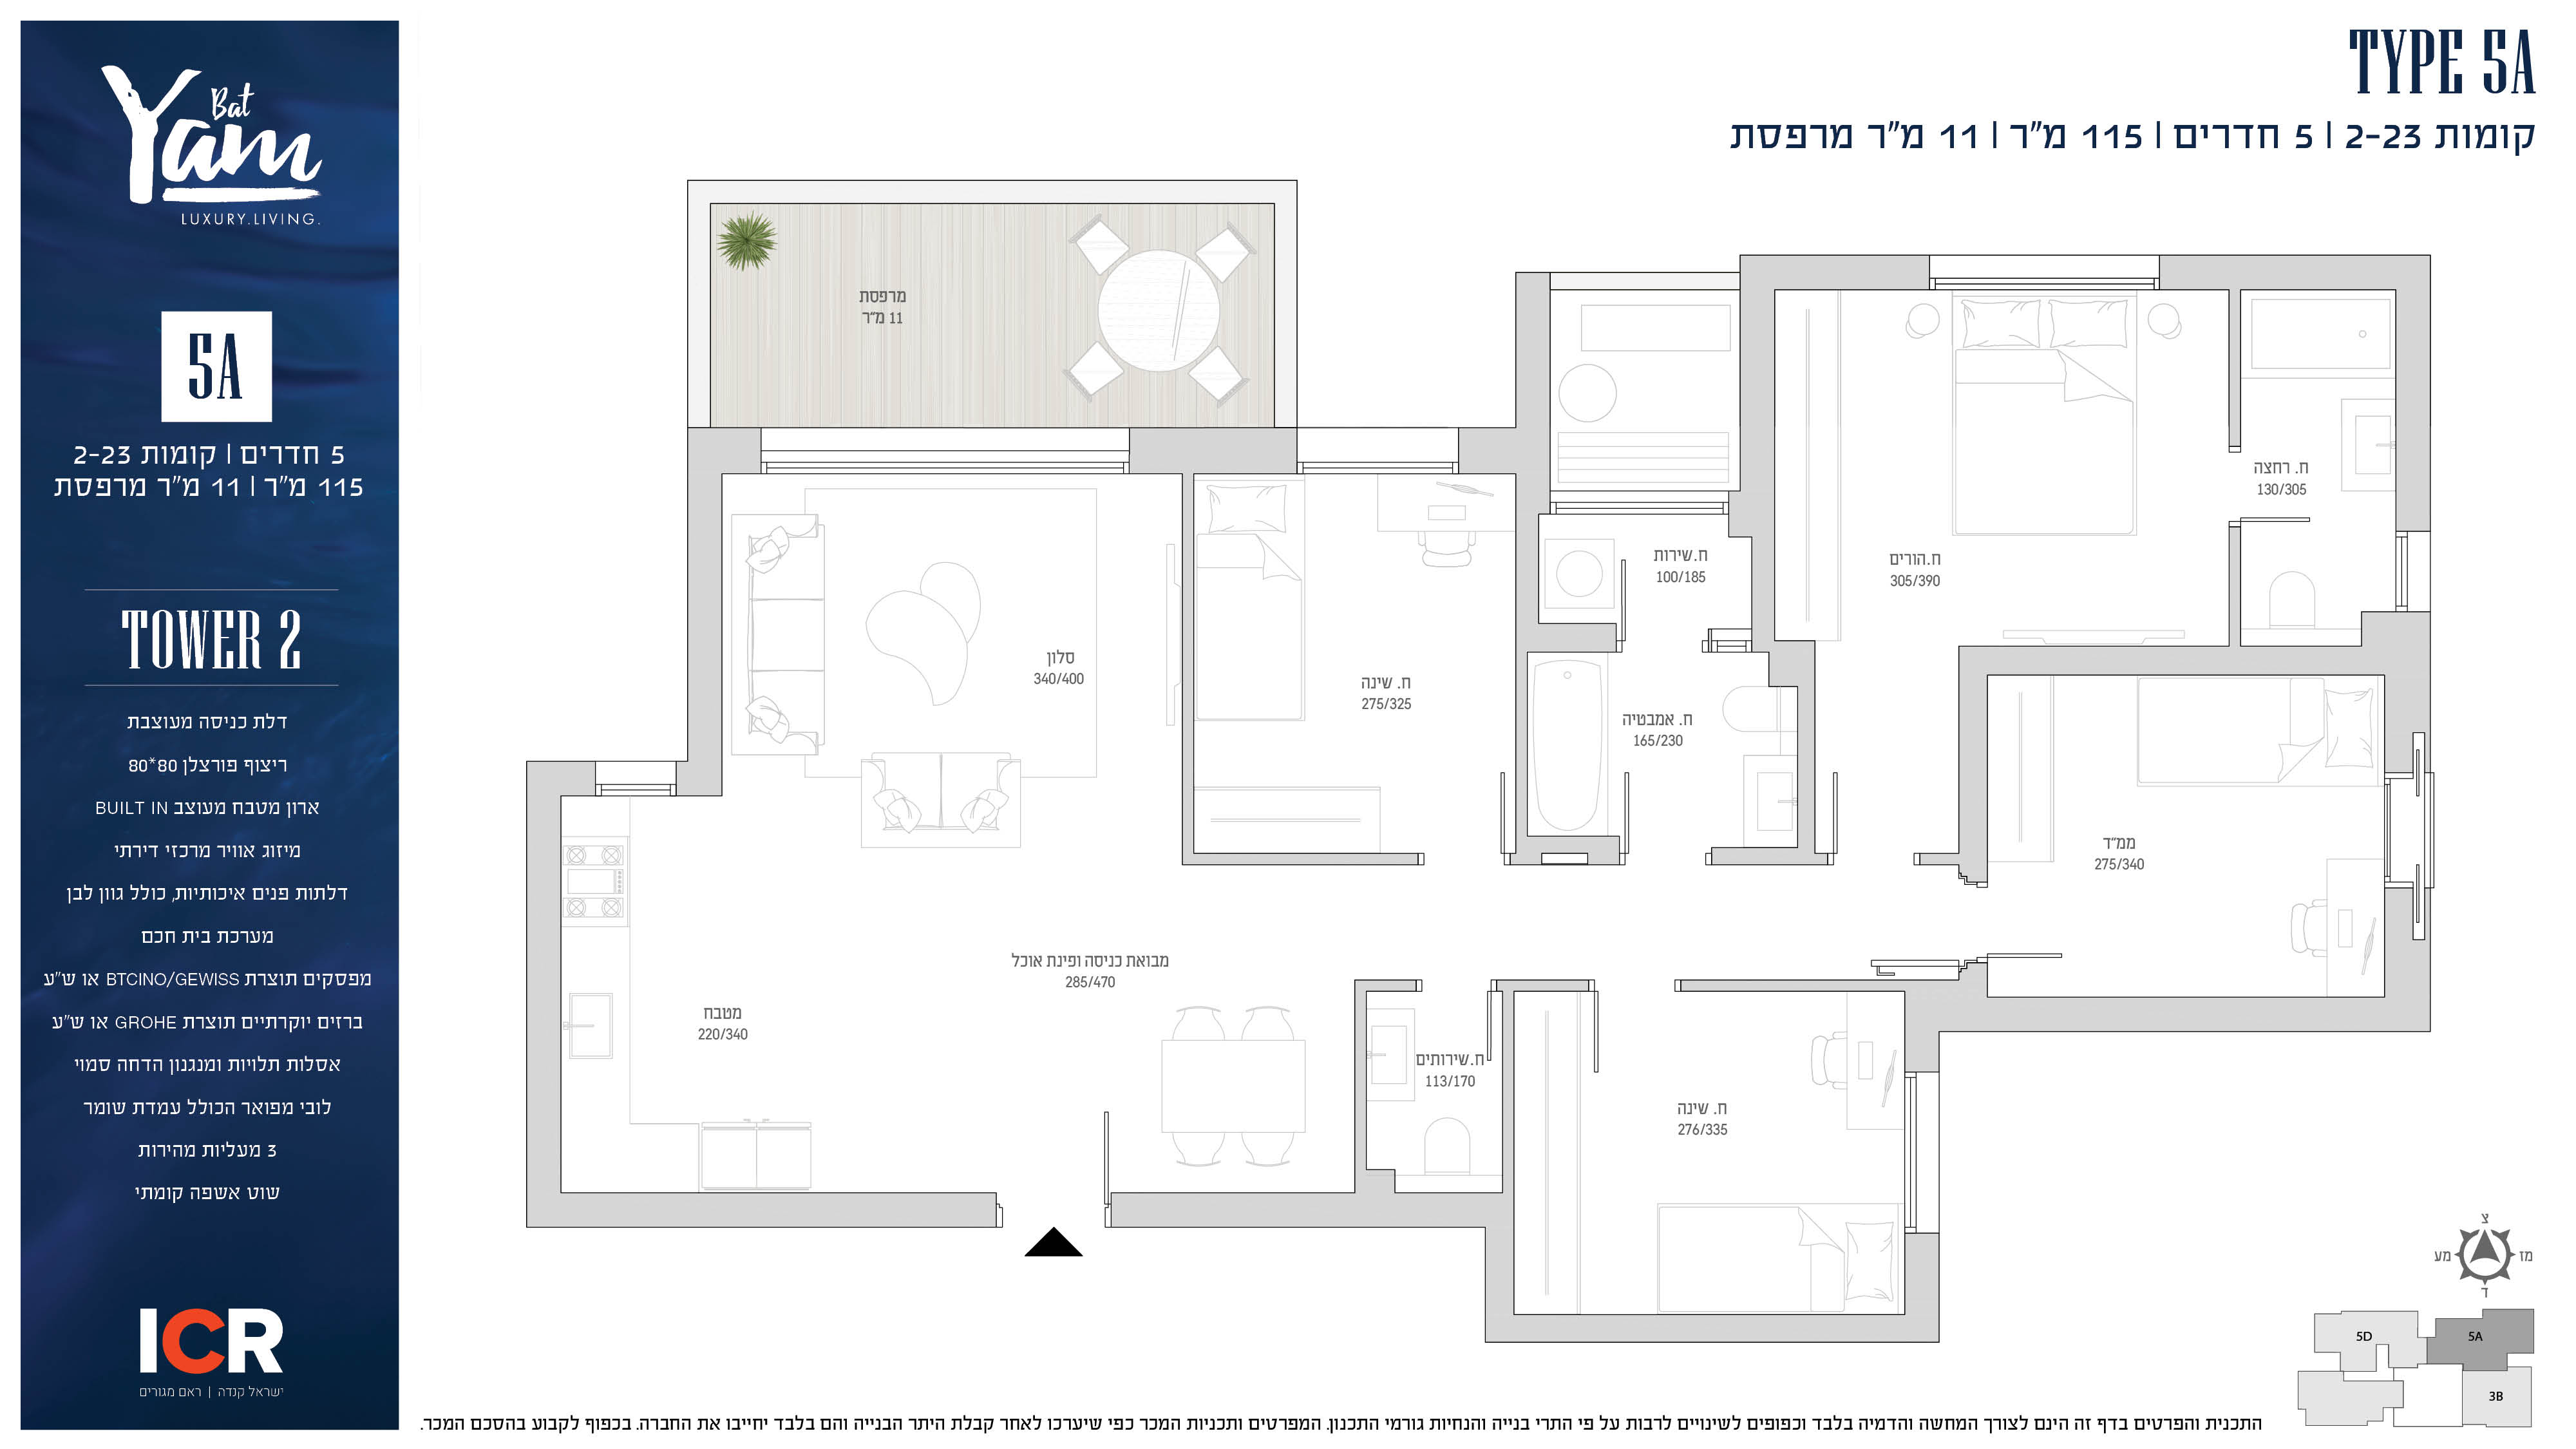 Bat
Yam
LUXURY.LIVING.
5A
5 חדרים | קומות 2-23
115 מ"ר | 11 מ"ר מרפסת
TOWER 2
דלת כניסה מעוצבת
ריצוף פורצלן 80*80
ארון מטבח מעוצב BUILT IN
מיזוג אוויר מרכזי דירתי
דלתות פנים איכותיות, כולל גוון לבן
מערכת בית חכם
מפסקים תוצרת BTCINO/GEWISS או ש"ע
ברזים יוקרתיים תוצרת GROHE או ש"ע
אסלות תלויות ומנגנון הדחה סמוי
לובי מפואר הכולל עמדת שומר
3 מעליות מהירות
שוט אשפה קומתי
ICR
ישראל קנדה | ראם מגורים
TYPE 5A
קומות 2-23 | 5 חדרים | 115 מ"ר | 11 מ"ר מרפסת
מרפסת
11 מ"ר
ח. רחצה
130/305
ח.שירות
100/185
ח.הורים
305/390
סלון
340/400
ח. שינה
275/325
ח. אמבטיה
165/230
ממ"ד
275/340
מבואת כניסה ופינת אוכל
285/470
מטבח
220/340
ח.שירותים
113/170
ח. שינה
276/335
צ
מע
מז
ד
5D
5A
3B
התכנית והפרטים בדף זה הינם לצורך המחשה והדמיה בלבד וכפופים לשינויים לרבות על פי התרי בנייה והנחיות גורמי התכנון. המפרטים ותכניות המכר כפי שיערכו לאחר קבלת היתר הבנייה והם בלבד יחייבו את החברה. בכפוף לקבוע בהסכם המכר.